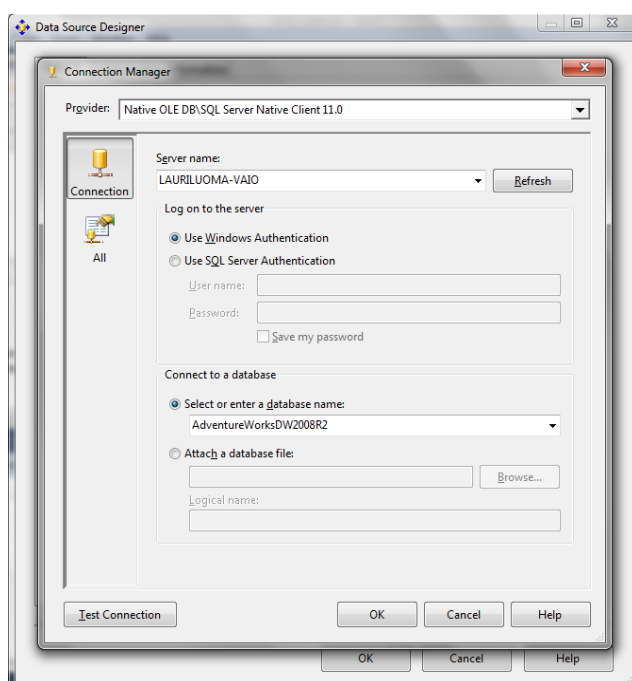 Data Source Designer
Connection Manager
Provider: Native OLE DB\SQL Server Native Client 11.0
Connection
All
Server name:
LAURILUOMA-VAIO Refresh
Log on to the server
Use Windows Authentication
Use SQL Server Authentication
User name:
Password:
Save my password
Connect to a database
Select or enter a database name:
AdventureWorksDW2008R2
Attach a database file:
Browse...
Logical name:
Test Connection OK Cancel Help
OK Cancel Help